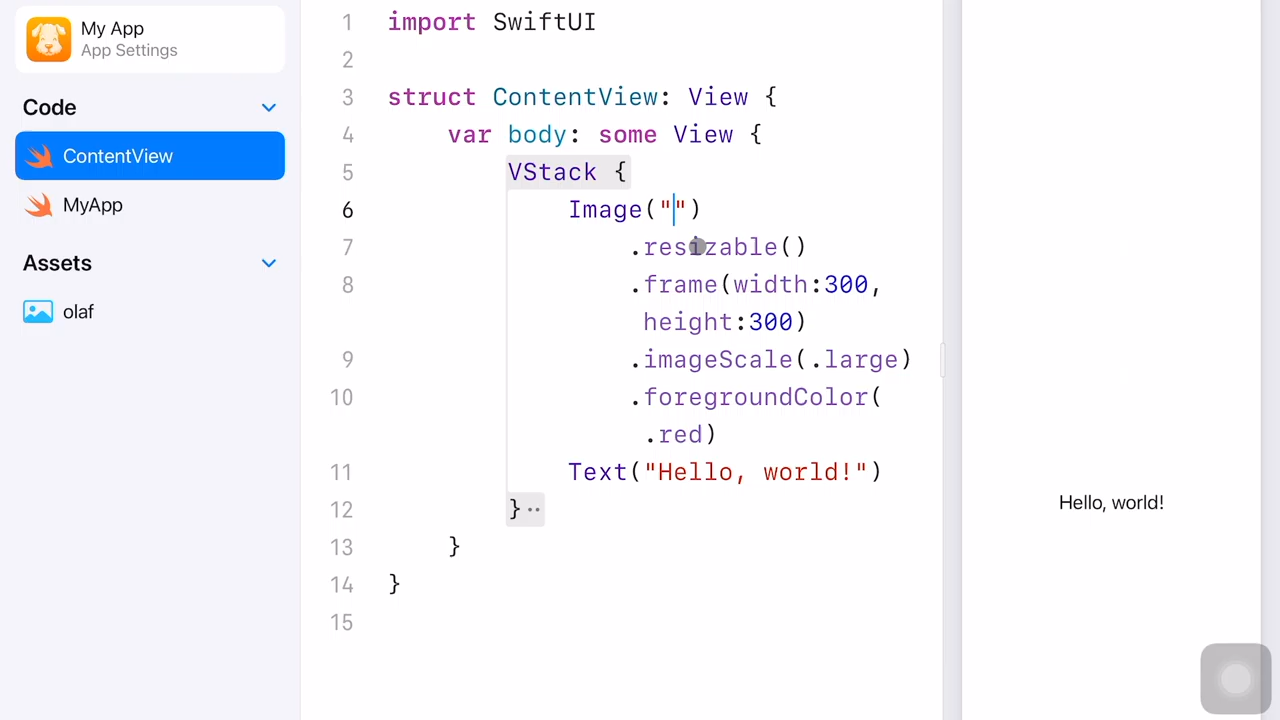 My App
App Settings
Code
ContentView
MyApp
Assets
olaf
1 import SwiftUI
2
3 struct ContentView: View {
4 var body: some View {
5 VStack {
6 Image("")
7 .resizable()
8 .frame(width:300,
height:300)
9 .imageScale(.large)
10 .foregroundColor(
.red)
11 Text("Hello, world!")
12 }
13 }
14 }
15
Hello, world!